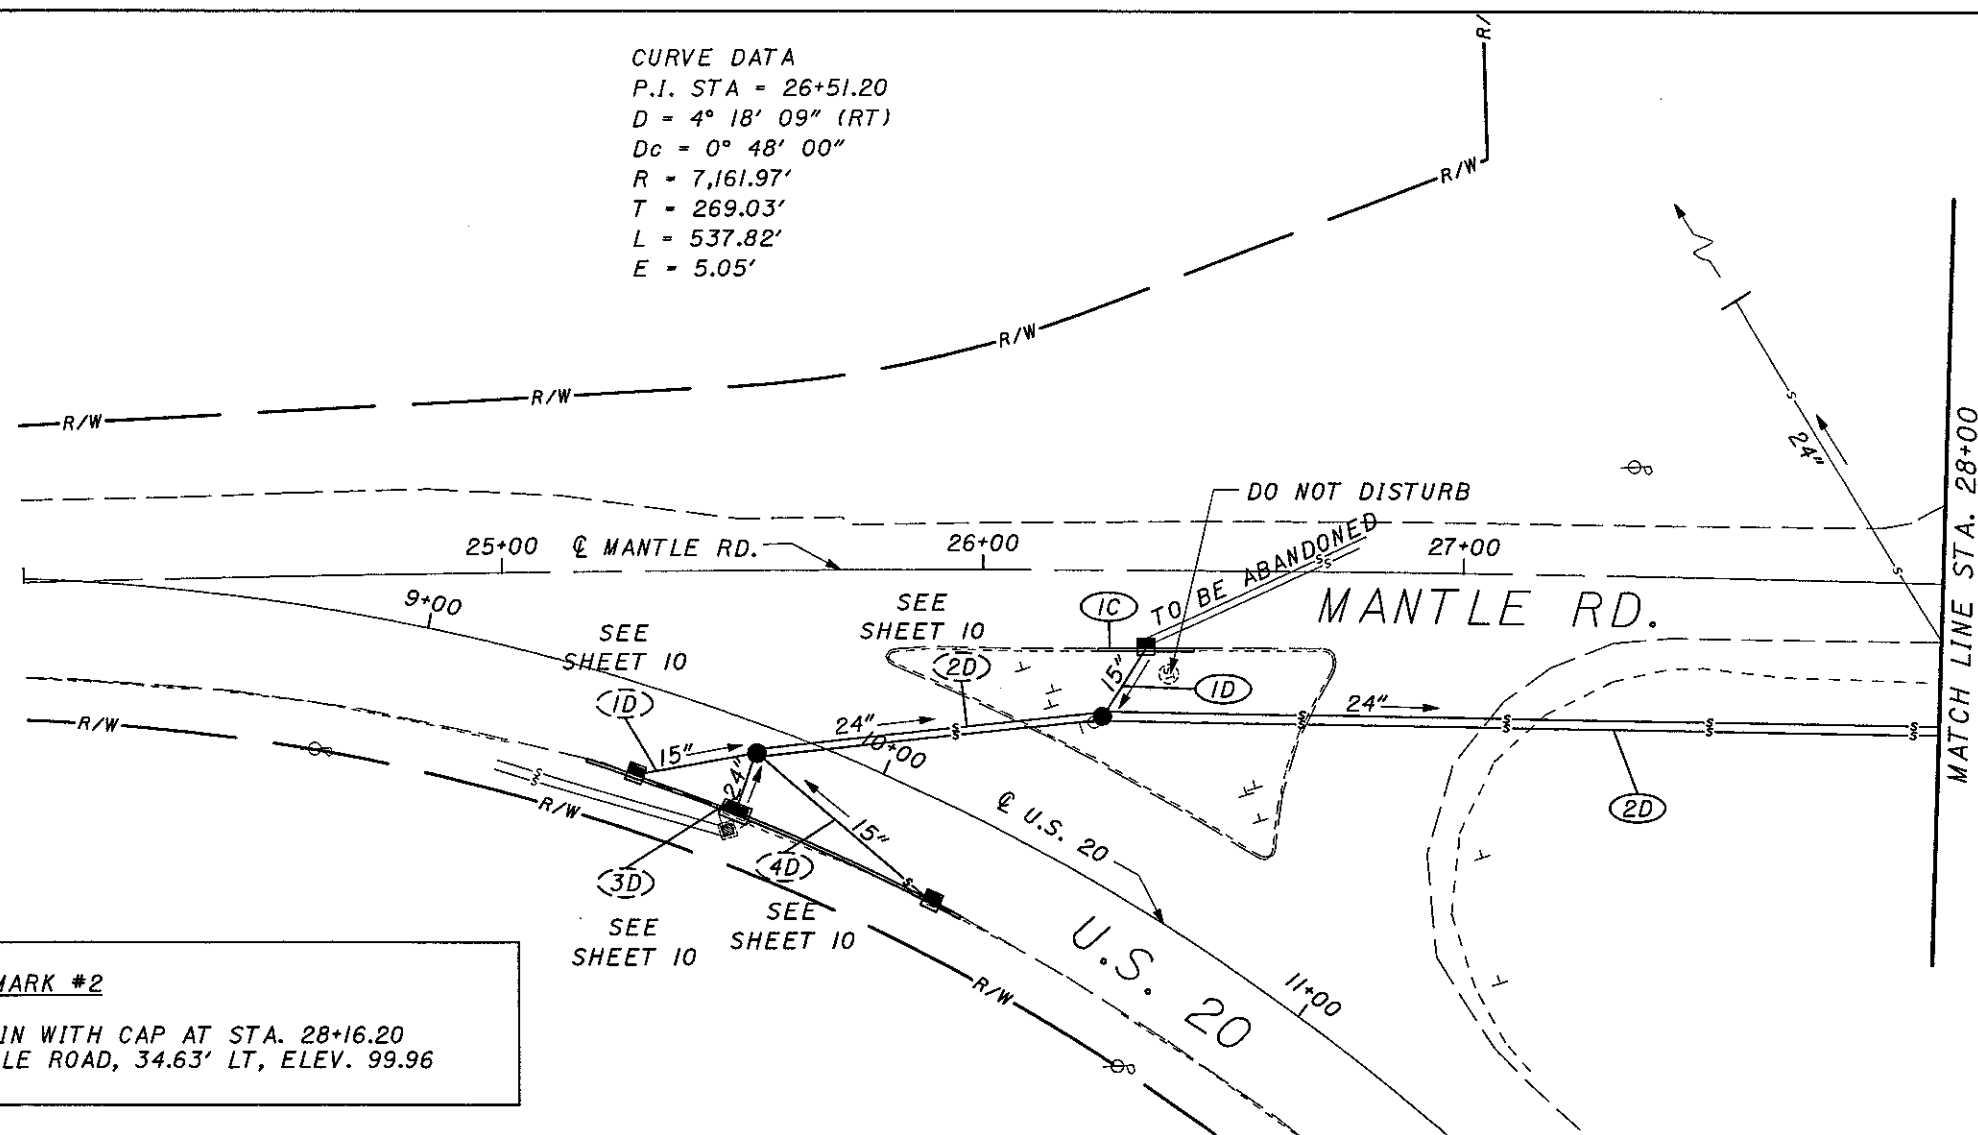 CURVE DATA
P.I. STA = 26+51.20
D = 4° 18' 09" (RT)
Dc = 0° 48' 00"
R = 7,161.97'
T = 269.03'
L = 537.82'
E = 5.05'
R/
R/W
R/W
R/W
R/W
24"
S
S
MATCH LINE STA. 28+00
DO NOT DISTURB
25+00
℄ MANTLE RD.
26+00
27+00
TO BE ABANDONED
S
S
MANTLE RD.
9+00
SEE
SHEET 10
SEE
SHEET 10
1C
1D
2D
15"
1D
R/W
15"
24"
24"
10+00
S
S
24"
S
S
S
S
S
S
S
S
2D
S
S
R/W
3D
4D
15"
S
SEE
SHEET 10
SEE
SHEET 10
℄ U.S. 20
U.S. 20
11+00
R/W
MARK #2
IN WITH CAP AT STA. 28+16.20
LE ROAD, 34.63' LT, ELEV. 99.96